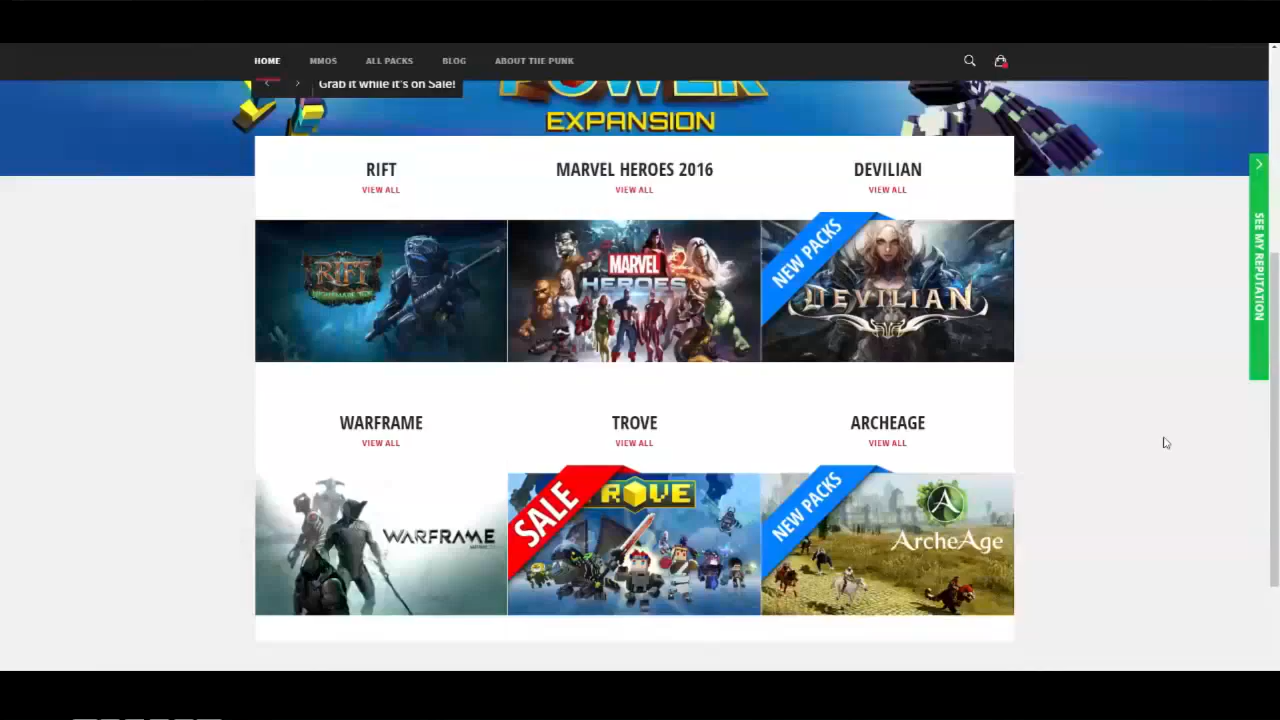 HOME MMOS ALL PACKS BLOG ABOUT THE PUNK
Grab it while it's on Sale!
POWER
EXPANSION
RIFT MARVEL HEROES 2016 DEVILIAN
VIEW ALL VIEW ALL VIEW ALL
RIFT
MARVEL
HEROES
NEW PACKS
DEVILIAN
SEE MY REPUTATION
WARFRAME TROVE ARCHEAGE
VIEW ALL VIEW ALL VIEW ALL
WARFRAME
SALE
TROVE
NEW PACKS
ArcheAge